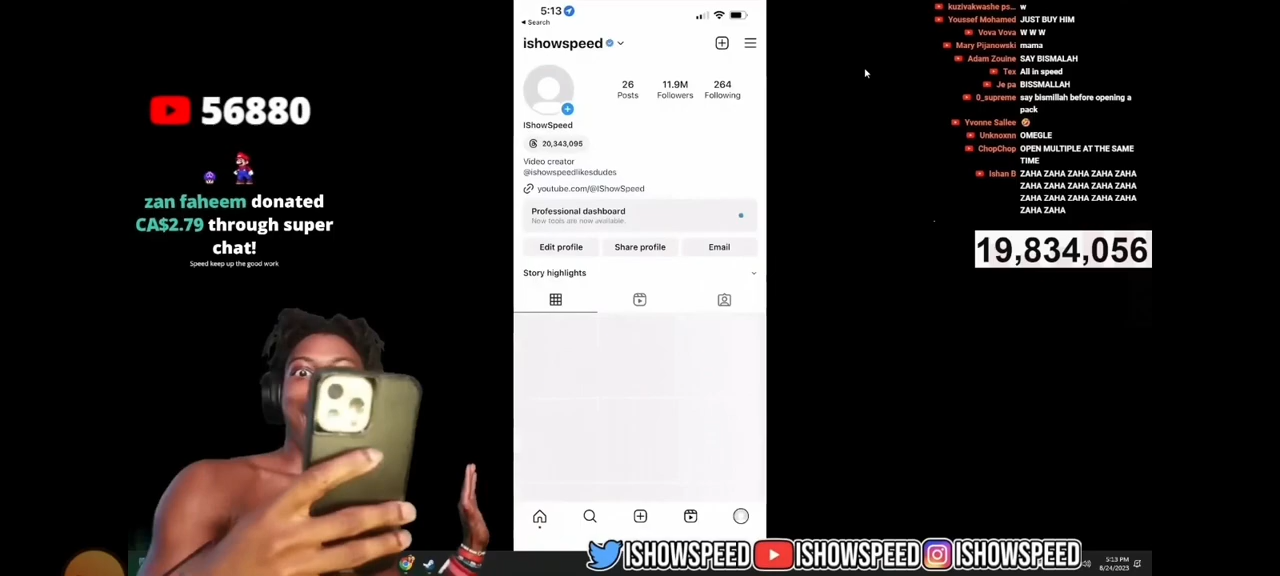 56880
zan faheem donated
CA$2.79 through super
chat!
Speed keep up the good work
5:13
Search
ishowspeed
26
Posts
11.9M
Followers
264
Following
IShowSpeed
20,343,095
Video creator
@ishowspeedlikesdudes
youtube.com/@IShowSpeed
Professional dashboard
New tools are now available.
Edit profile
Share profile
Email
Story highlights
kuzivakwashe ps... w
Youssef Mohamed JUST BUY HIM
Vova Vova W W W
Mary Pijanowski mama
Adam Zouine SAY BISMALAH
Tex All in speed
Je pa BISSMALLAH
0_supreme say bismillah before opening a
pack
Yvonne Sallee 🤣
Unknoxnn OMEGLE
ChopChop OPEN MULTIPLE AT THE SAME
TIME
Ishan B ZAHA ZAHA ZAHA ZAHA ZAHA
ZAHA ZAHA ZAHA ZAHA ZAHA
ZAHA ZAHA ZAHA ZAHA ZAHA
ZAHA ZAHA
19,834,056
ISHOWSPEED ISHOWSPEED ISHOWSPEED
5:13 PM
8/24/2023